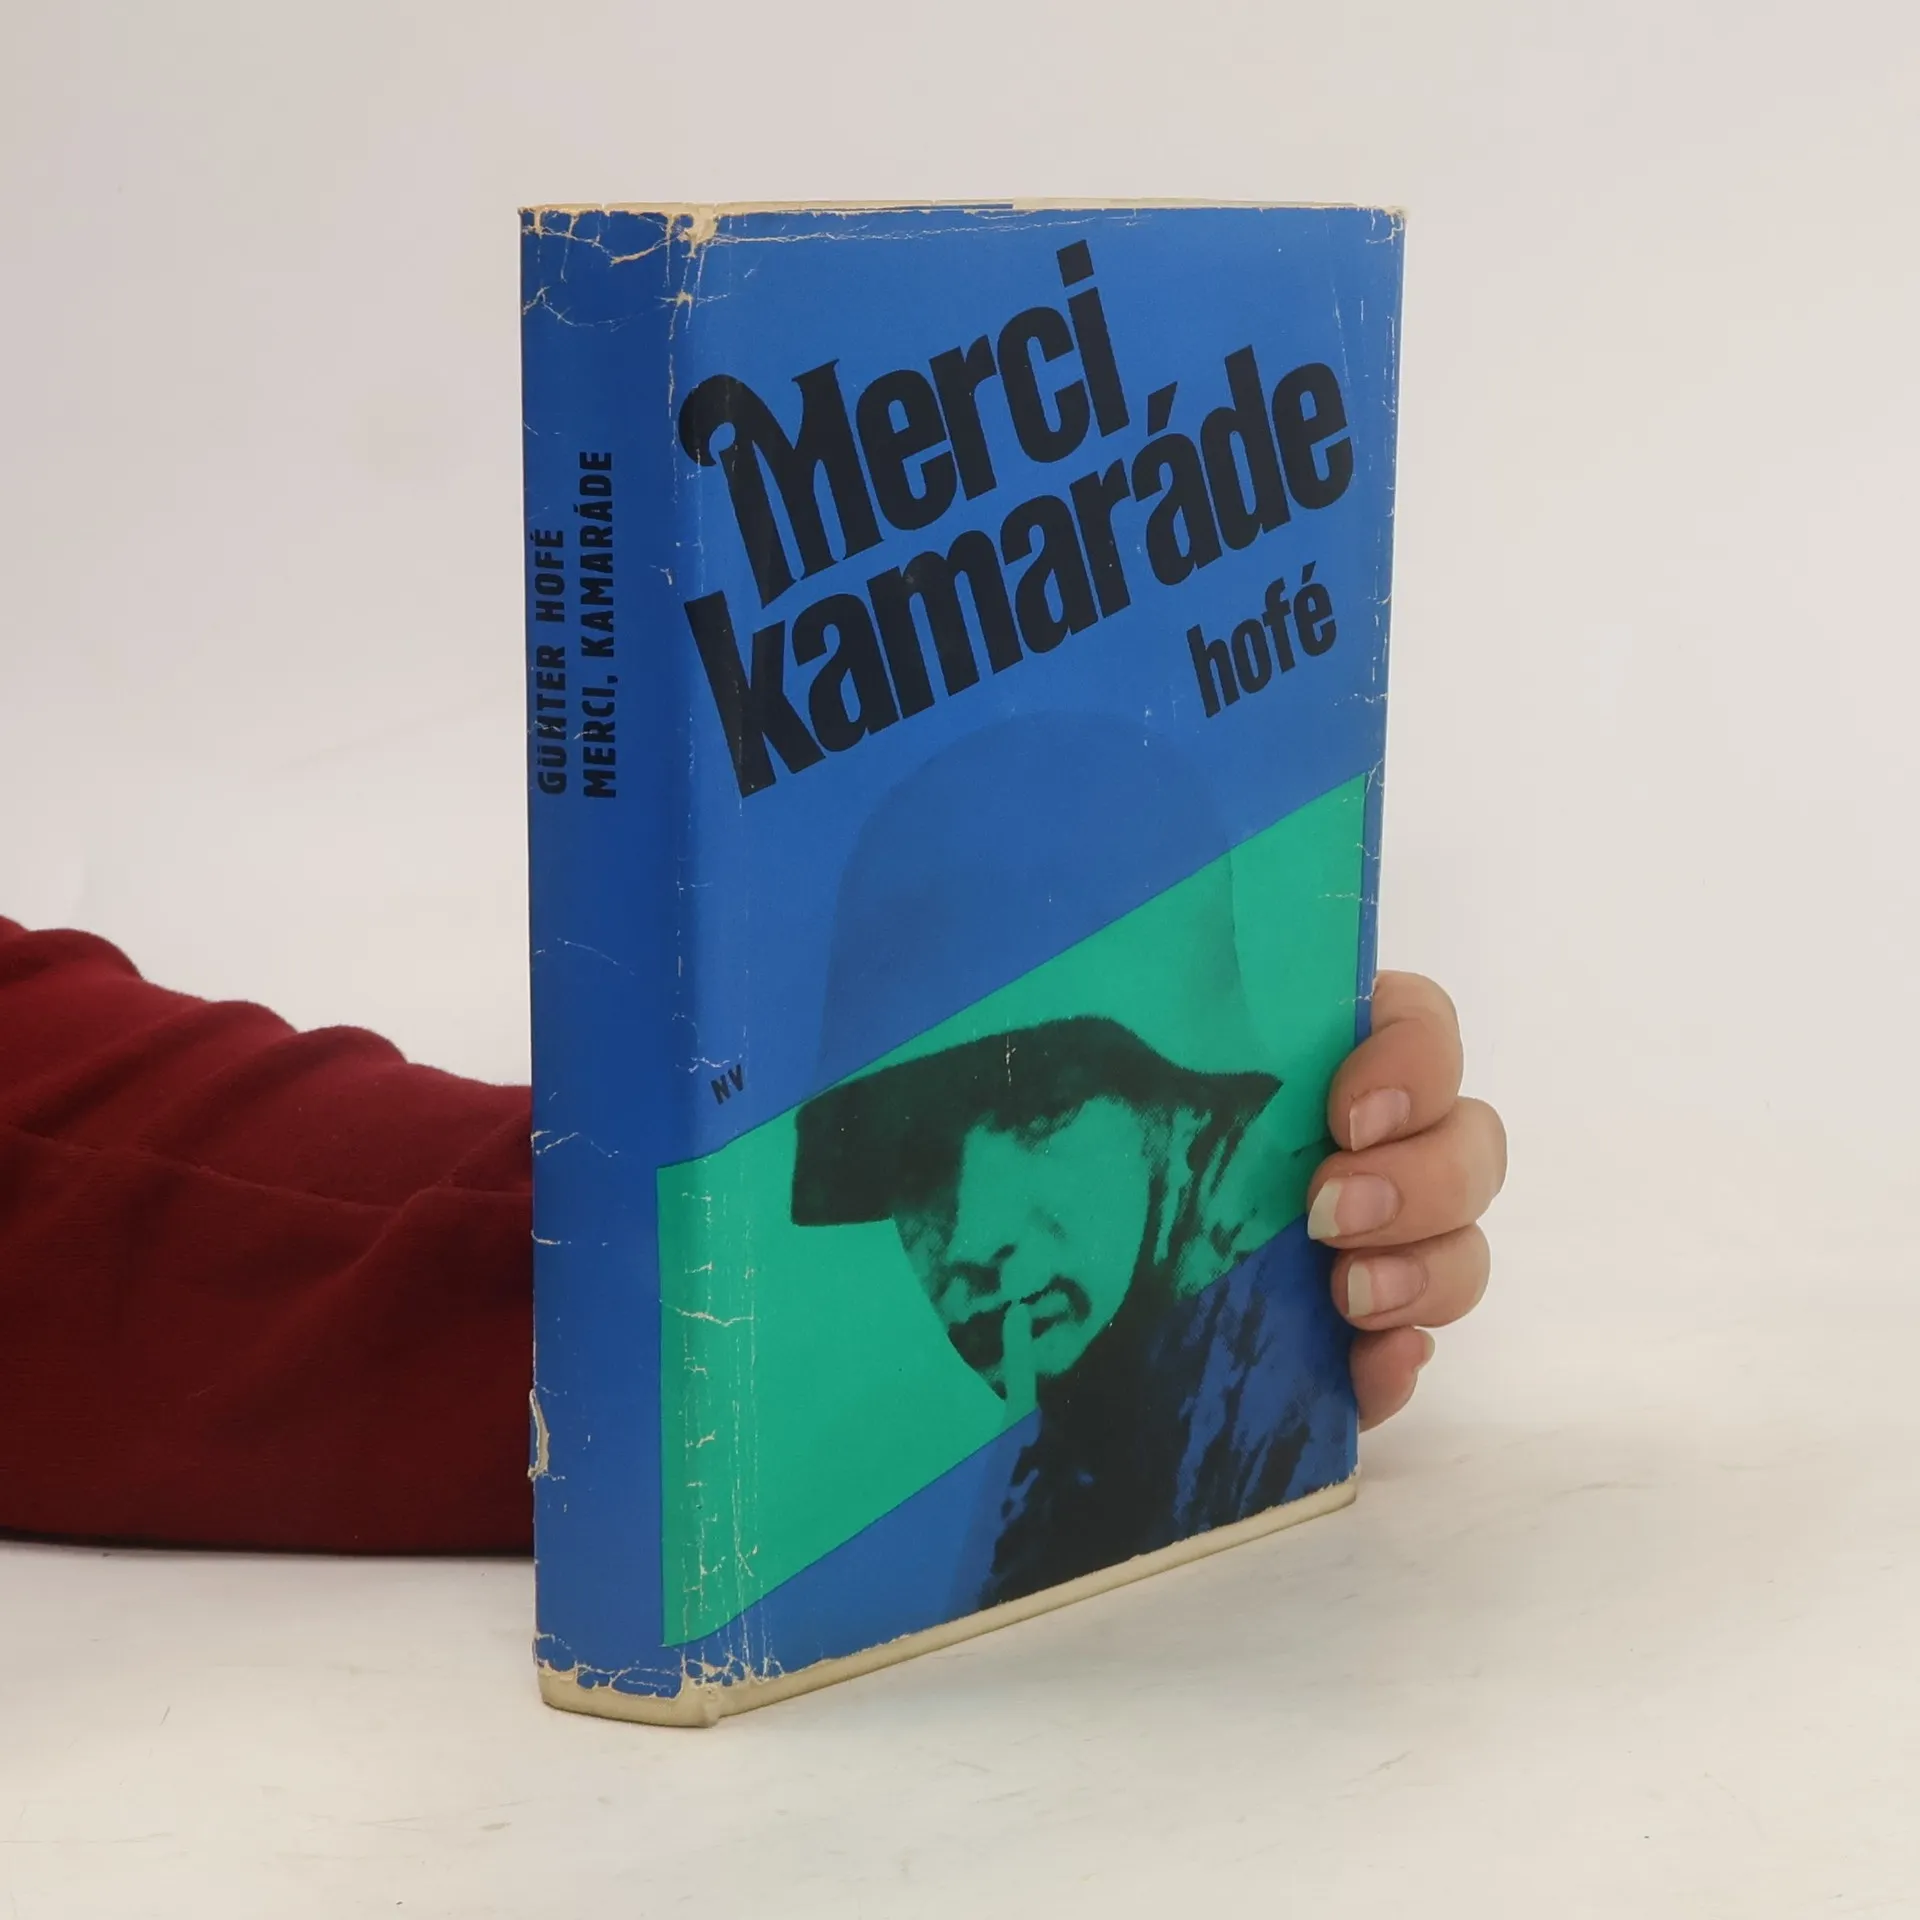 GÜNTER HOFÉ
MERCI, KAMARÁDE
Merci
kamaráde
hofé
NV